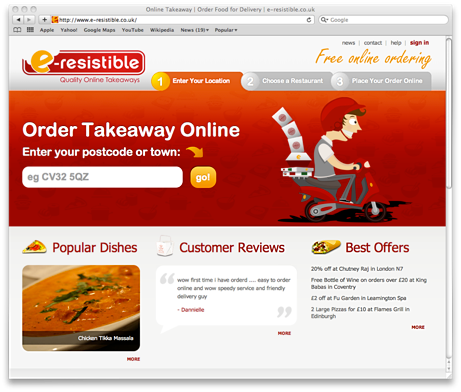 Online Takeaway | Order Food for Delivery | e-resistible.co.uk
http://www.e-resistible.co.uk/
Google
Apple Yahoo! Google Maps YouTube Wikipedia News (19) Popular
news | contact | help | sign in
e-resistible
Quality Online Takeaways
Free online ordering
1 Enter Your Location
2 Choose a Restaurant
3 Place Your Order Online
Order Takeaway Online
Enter your postcode or town:
eg CV32 5QZ
go!
Popular Dishes
Chicken Tikka Massala
MORE
Customer Reviews
wow first time i have orderd .... easy to order
online and wow speedy service and friendly
delivery guy
- Dannielle
MORE
Best Offers
20% off at Chutney Raj in London N7
Free Bottle of Wine on orders over £20 at King
Babas in Coventry
£2 off at Fu Garden in Leamington Spa
2 Large Pizzas for £10 at Flames Grill in
Edinburgh
MORE